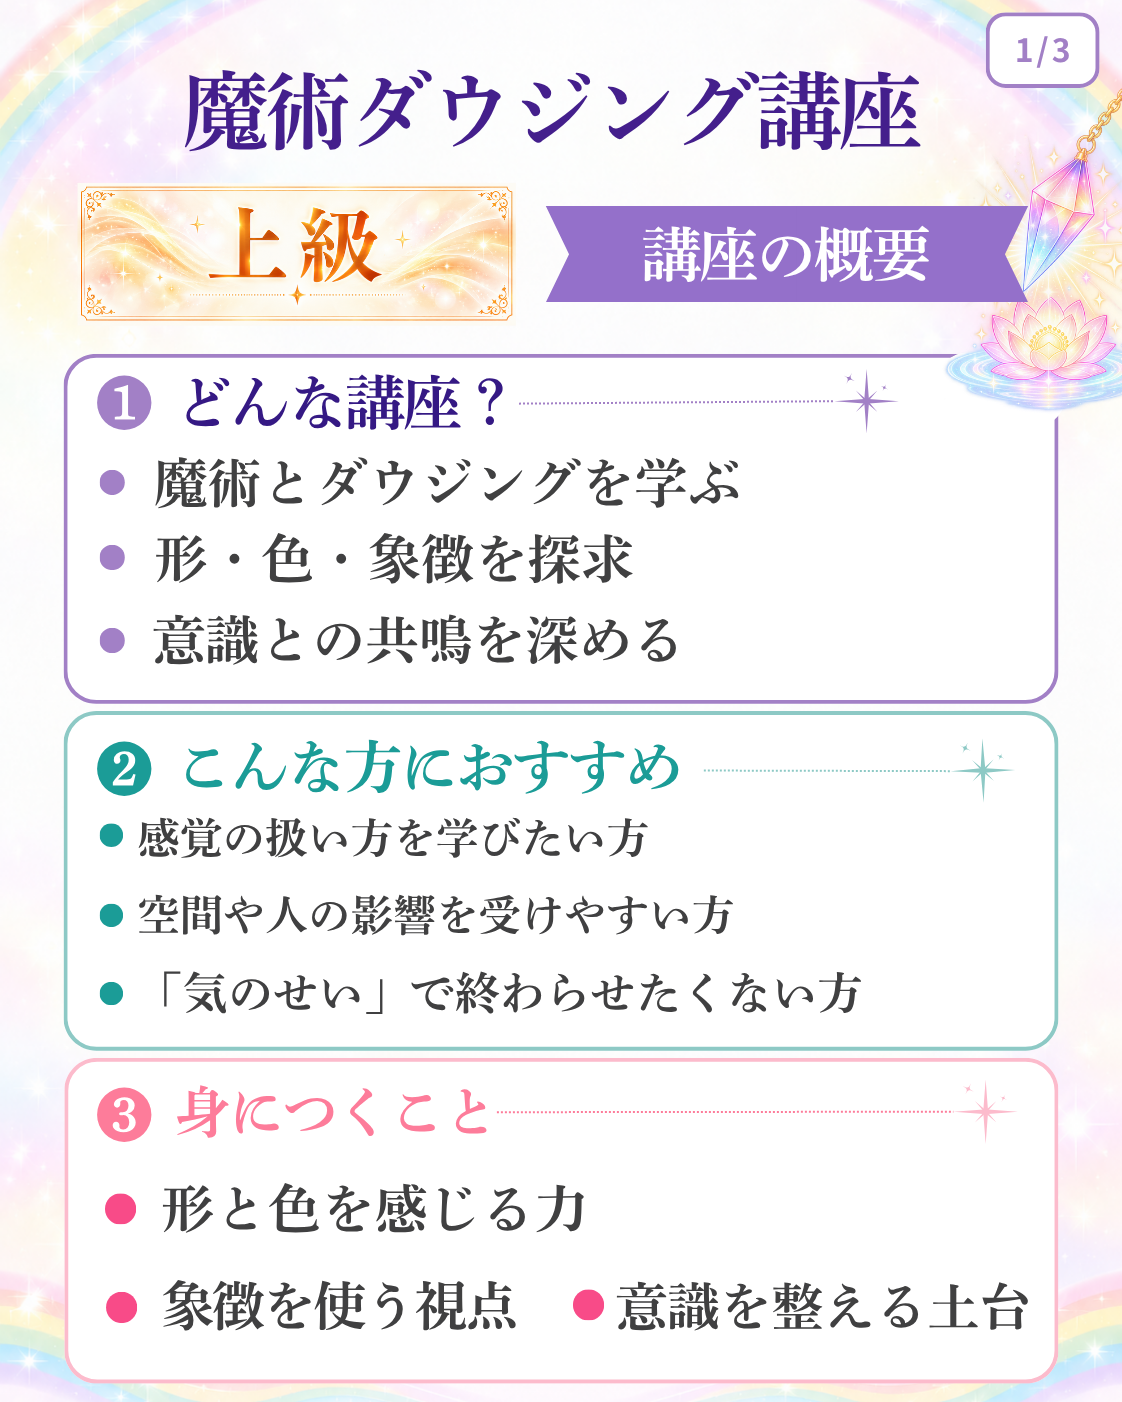 1/3
魔術ダウジング講座
上級
講座の概要
1 どんな講座？
● 魔術とダウジングを学ぶ
● 形・色・象徴を探求
● 意識との共鳴を深める
2 こんな方におすすめ
● 感覚の扱い方を学びたい方
● 空間や人の影響を受けやすい方
● 「気のせい」で終わらせたくない方
3 身につくこと
● 形と色を感じる力
● 象徴を使う視点 ● 意識を整える土台